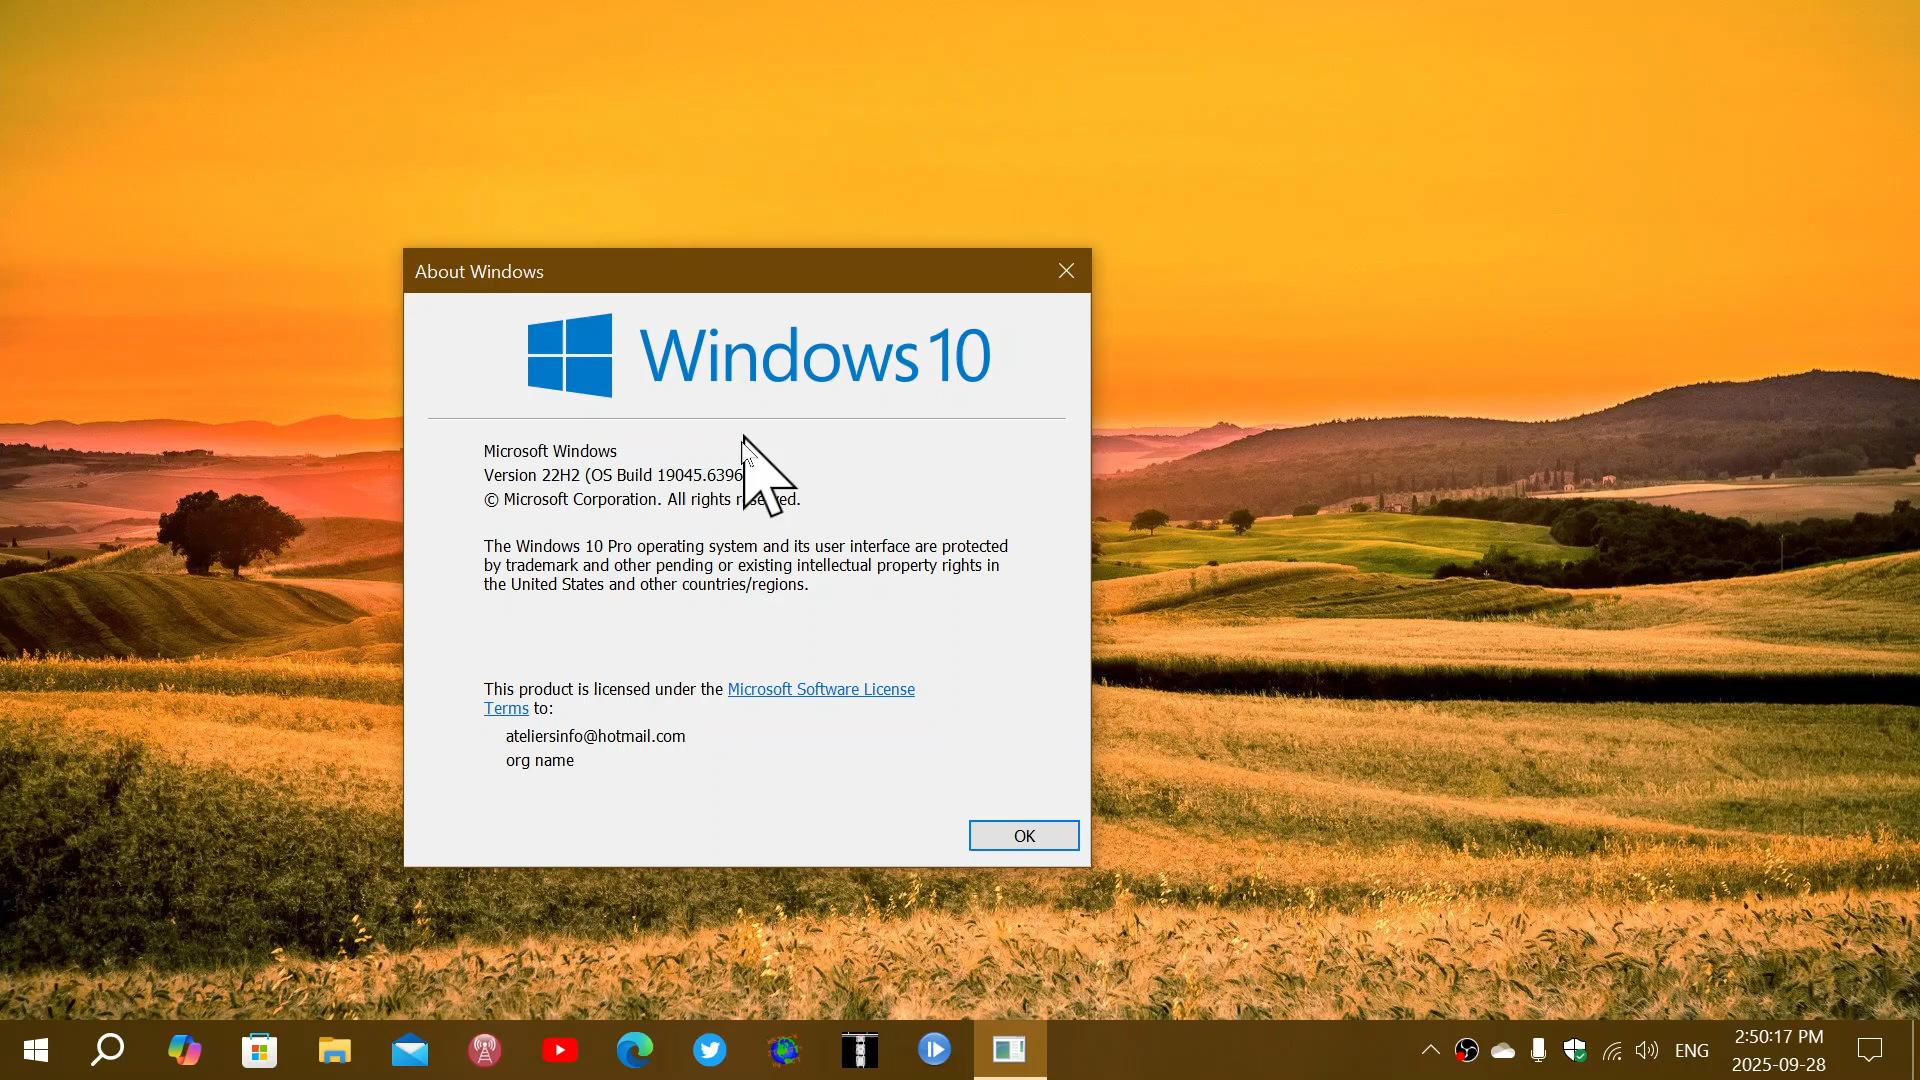 About Windows
Windows 10
Microsoft Windows
Version 22H2 (OS Build 19045.6396
© Microsoft Corporation. All rights reserved.
The Windows 10 Pro operating system and its user interface are protected
by trademark and other pending or existing intellectual property rights in
the United States and other countries/regions.
This product is licensed under the Microsoft Software License
Terms to:
ateliersinfo@hotmail.com
org name
OK
ENG
2:50:17 PM
2025-09-28